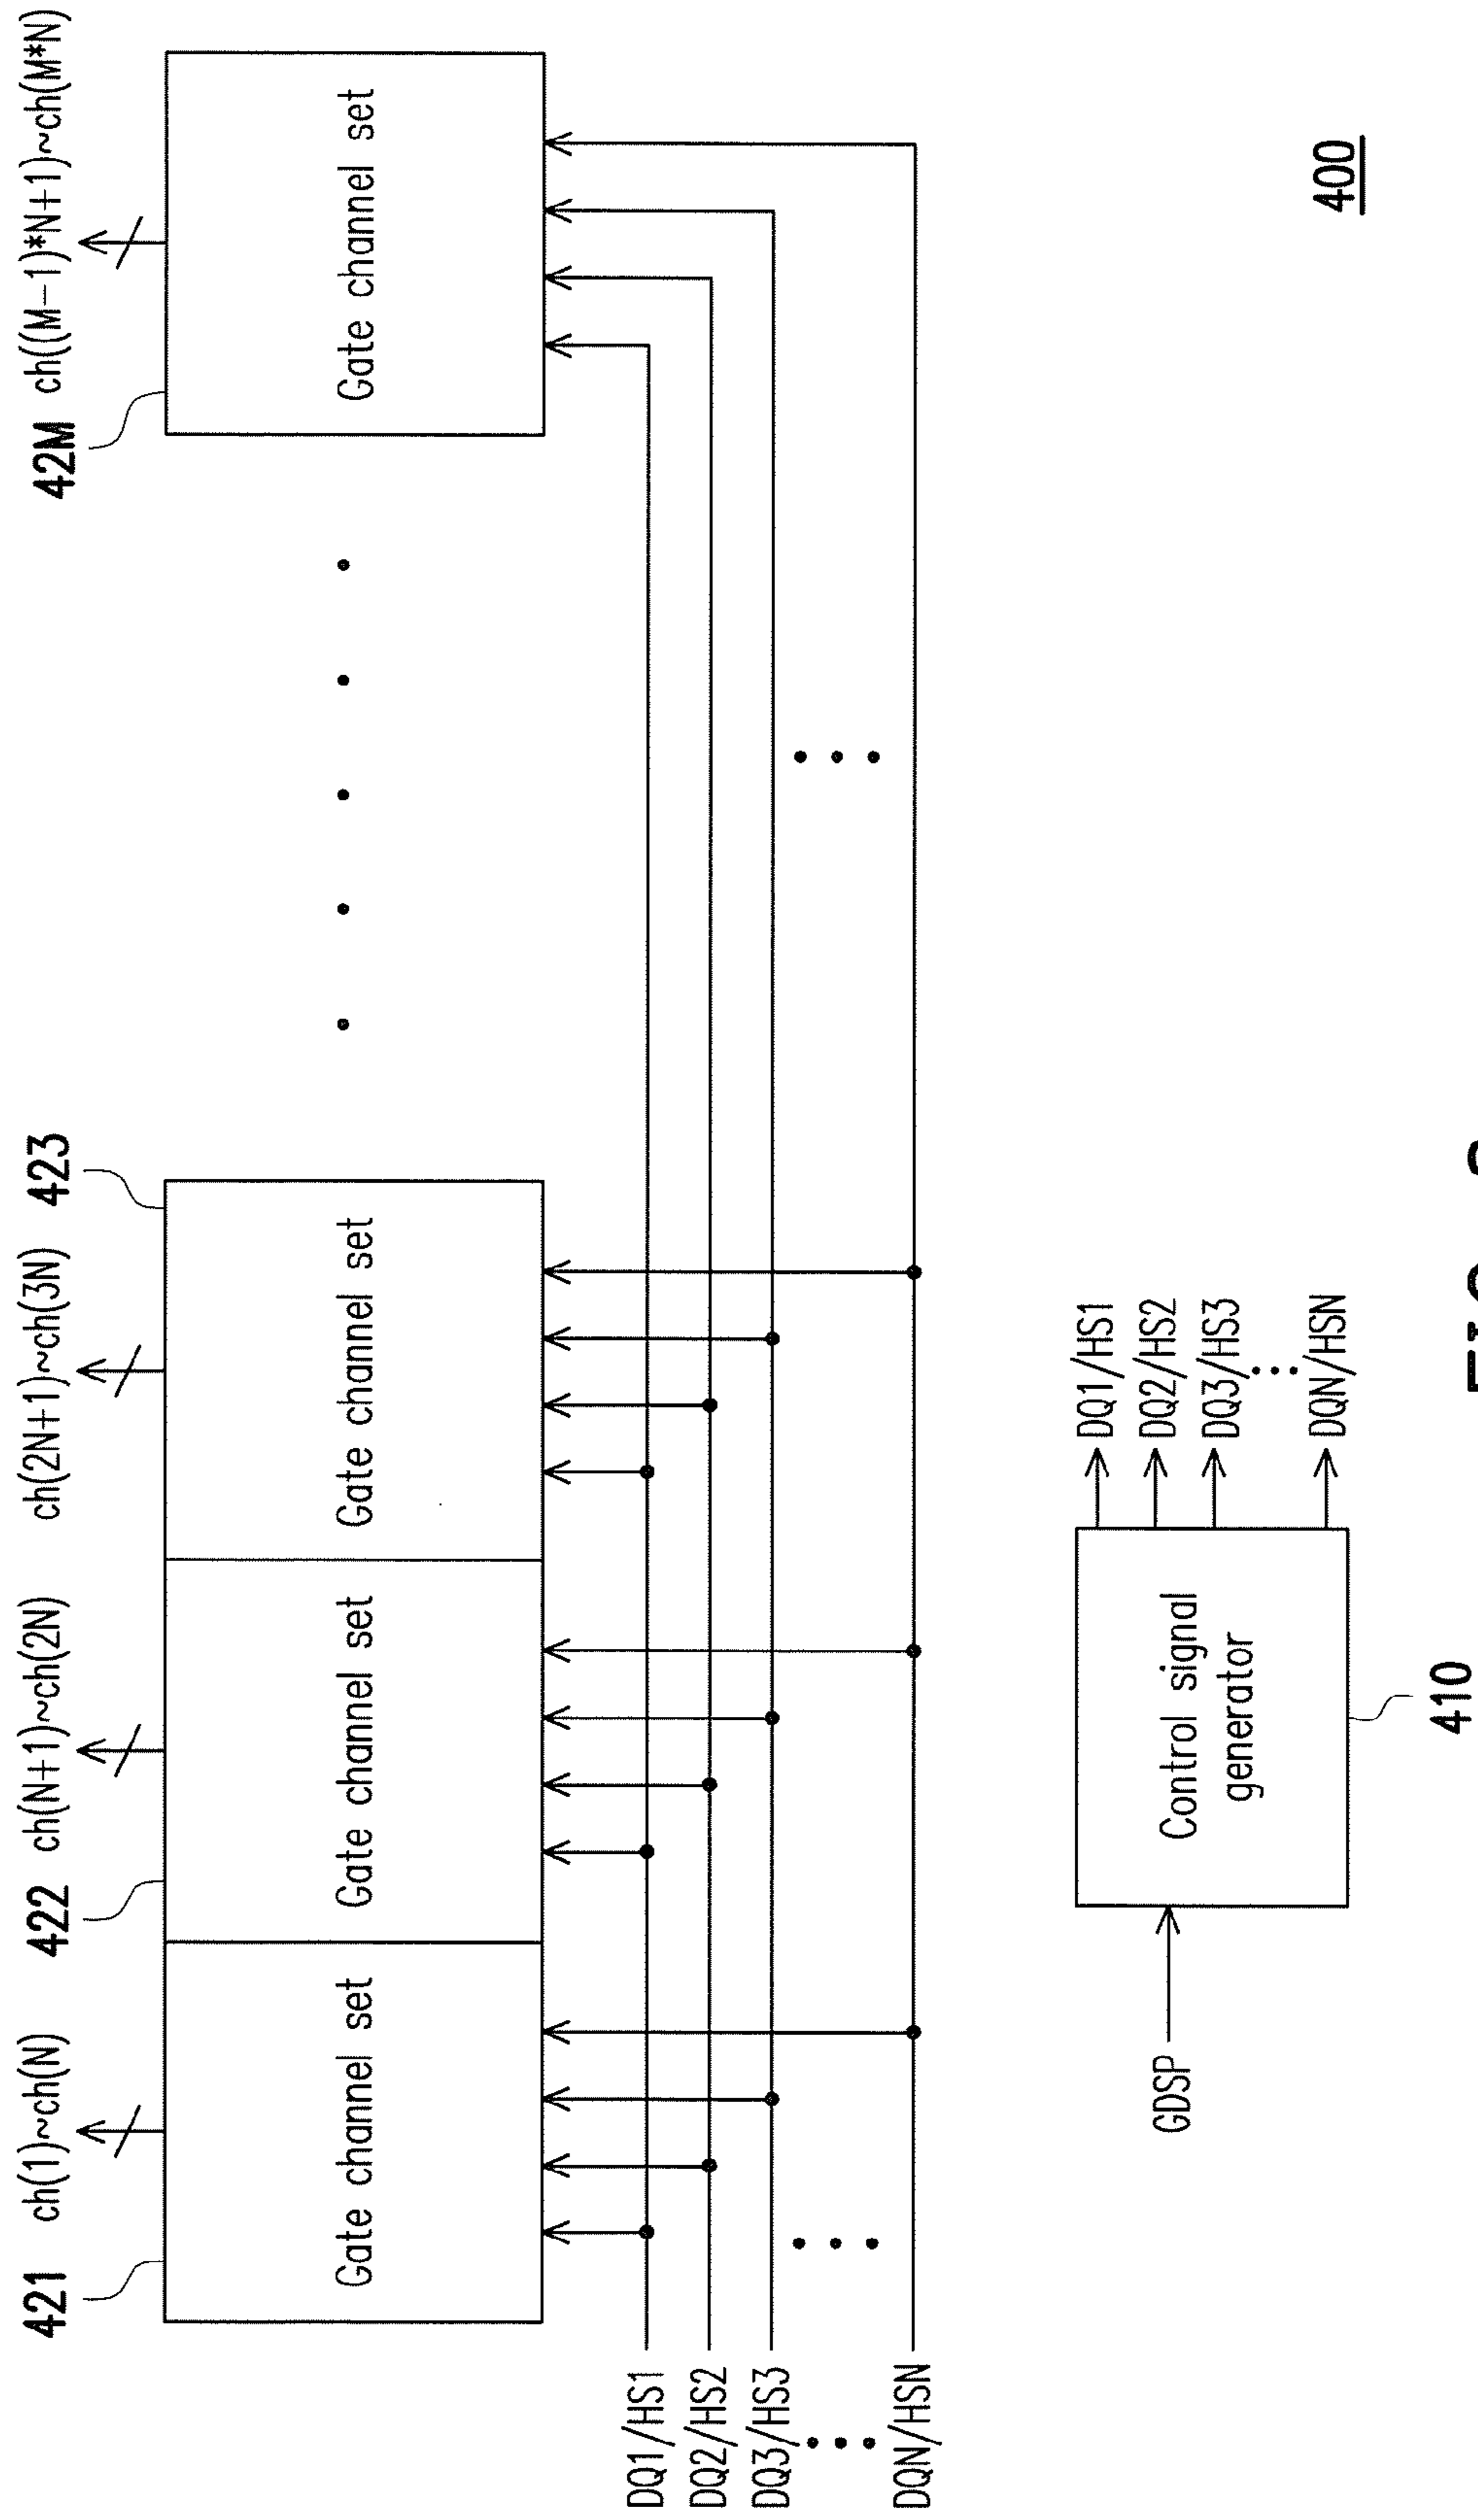 421 ch(1)~ch(N)
422 ch(N+1)~ch(2N)
ch(2N+1)~ch(3N) 423
42M ch((M-1)*N+1)~ch(M*N)
Gate channel set
Gate channel set
Gate channel set
Gate channel set
DQ1/HS1
DQ2/HS2
DQ3/HS3
DQN/HSN
GDSP
Control signal
generator
410
DQ1/HS1
DQ2/HS2
DQ3/HS3
DQN/HSN
400